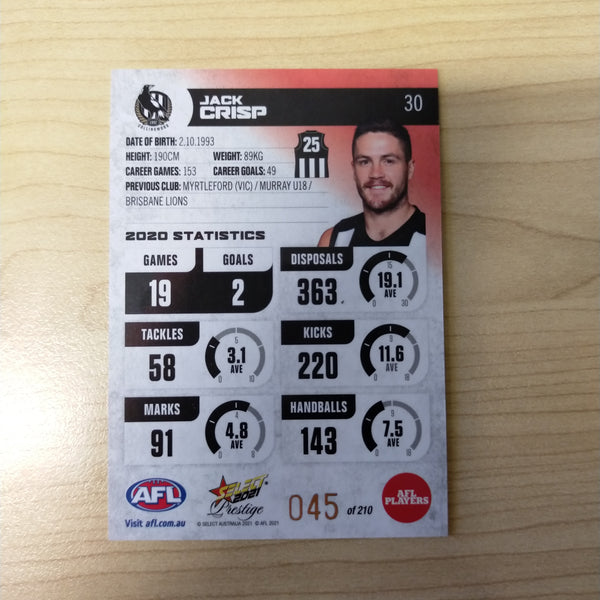 JACK
CRISP
30
COLLINGWOOD
DATE OF BIRTH: 2.10.1993
HEIGHT: 190CM WEIGHT: 89KG
CAREER GAMES: 153 CAREER GOALS: 49
PREVIOUS CLUB: MYRTLEFORD (VIC) / MURRAY U18 /
BRISBANE LIONS
25
2020 STATISTICS
GAMES GOALS
19 2
DISPOSALS
363
15
19.1
AVE
0 30
TACKLES
58
5
3.1
AVE
0 10
KICKS
220
11.6
AVE
0 18
MARKS
91
4
4.8
AVE
0 8
HANDBALLS
143
9
7.5
AVE
0 18
AFL
Visit afl.com.au
SELECT
2021
Prestige
© SELECT AUSTRALIA 2021 © AFL 2021
045 of 210
AFL
PLAYERS